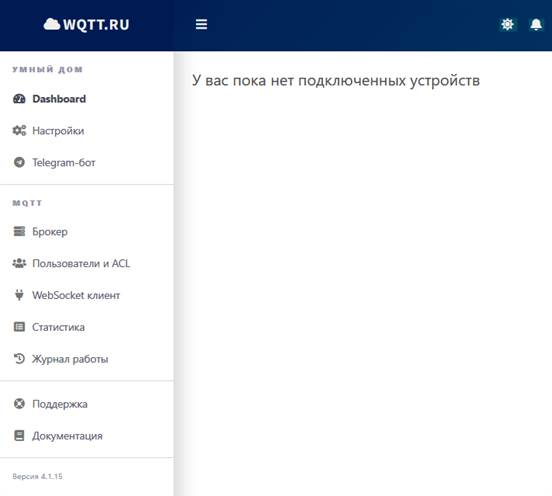 WQTT.RU
УМНЫЙ ДОМ
Dashboard
Настройки
Telegram-бот
MQTT
Брокер
Пользователи и ACL
WebSocket клиент
Статистика
Журнал работы
Поддержка
Документация
Версия 4.1.15
У вас пока нет подключенных устройств